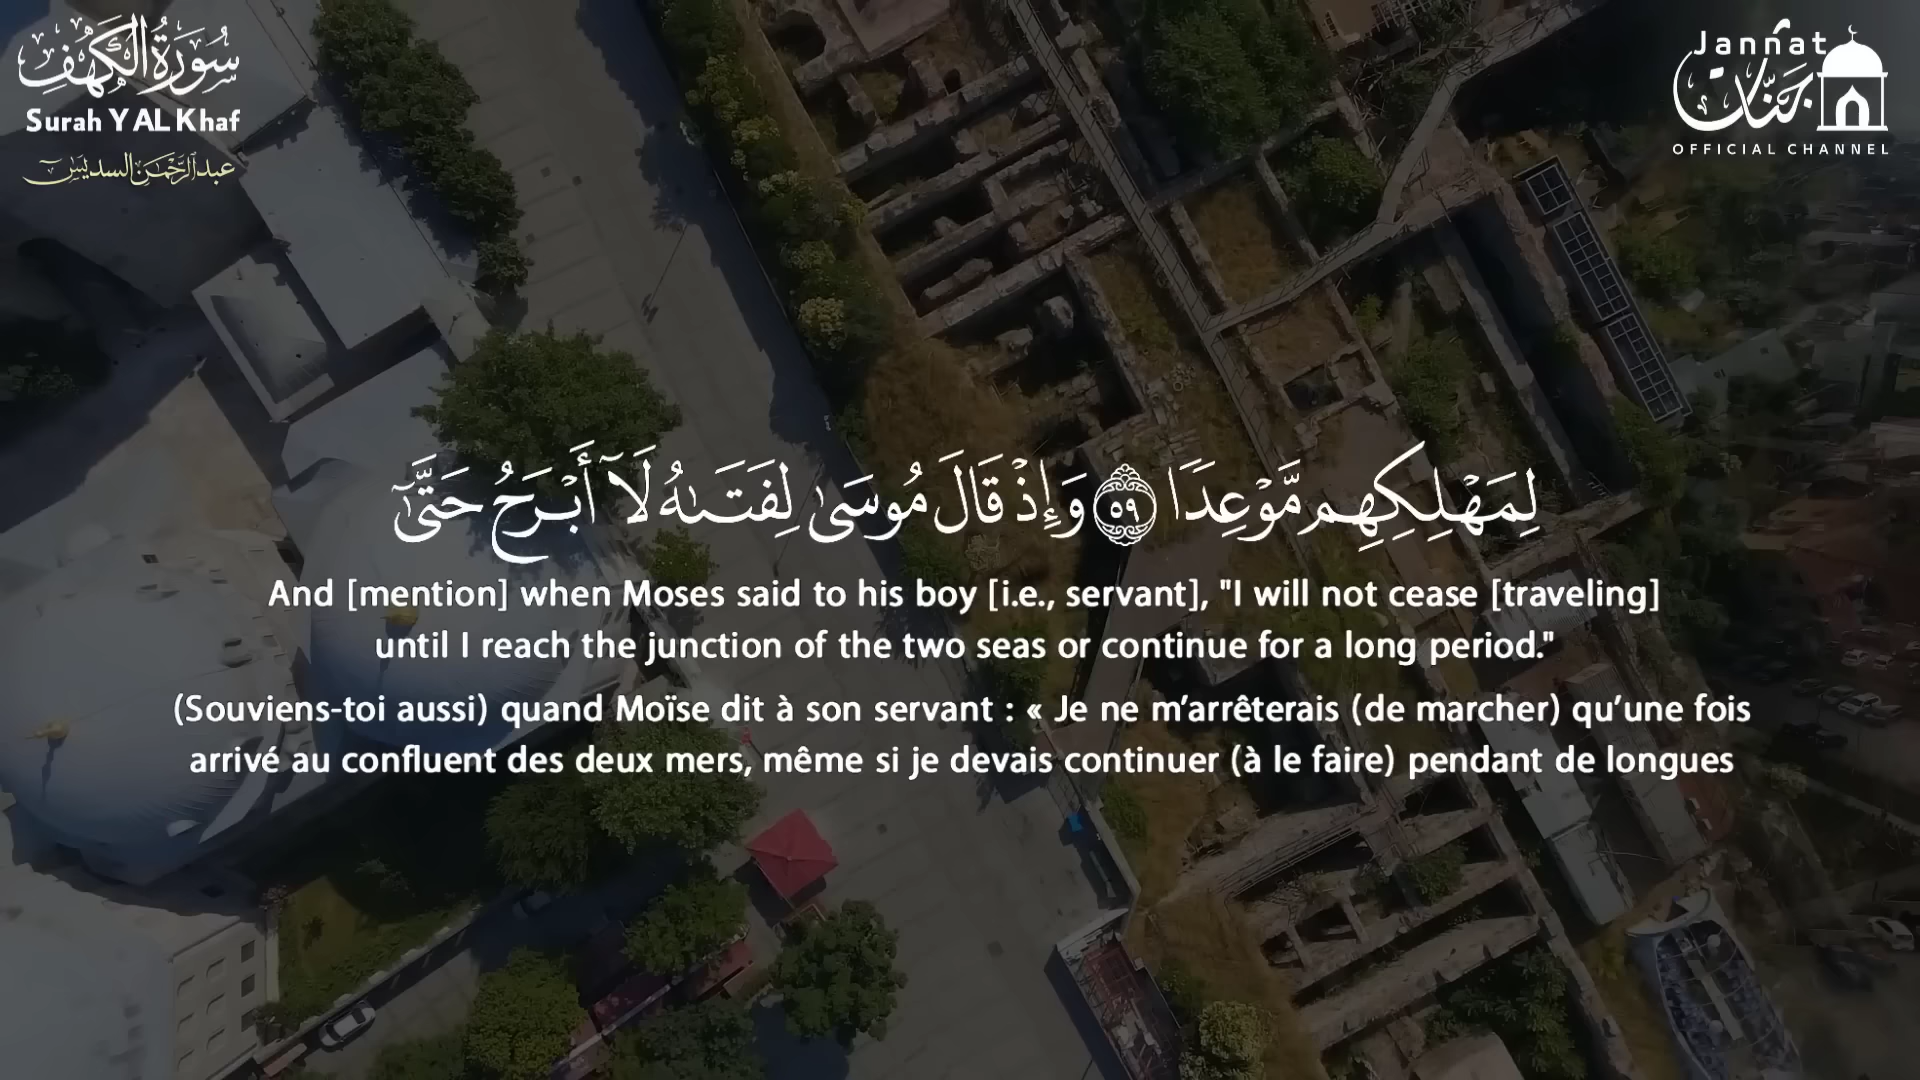 سُورَةُ الكَهْفِ
Surah Y AL Khaf
عبدالرَّحْمَن السديس
Jannat
جَنَّات
OFFICIAL CHANNEL
لِمَهْلِكِهِم مَّوْعِدًا ٥٩ وَإِذْ قَالَ مُوسَىٰ لِفَتَىٰهُ لَآ أَبْرَحُ حَتَّىٰٓ
And [mention] when Moses said to his boy [i.e., servant], "I will not cease [traveling]
until I reach the junction of the two seas or continue for a long period."
(Souviens-toi aussi) quand Moïse dit à son servant : « Je ne m’arrêterais (de marcher) qu’une fois
arrivé au confluent des deux mers, même si je devais continuer (à le faire) pendant de longues